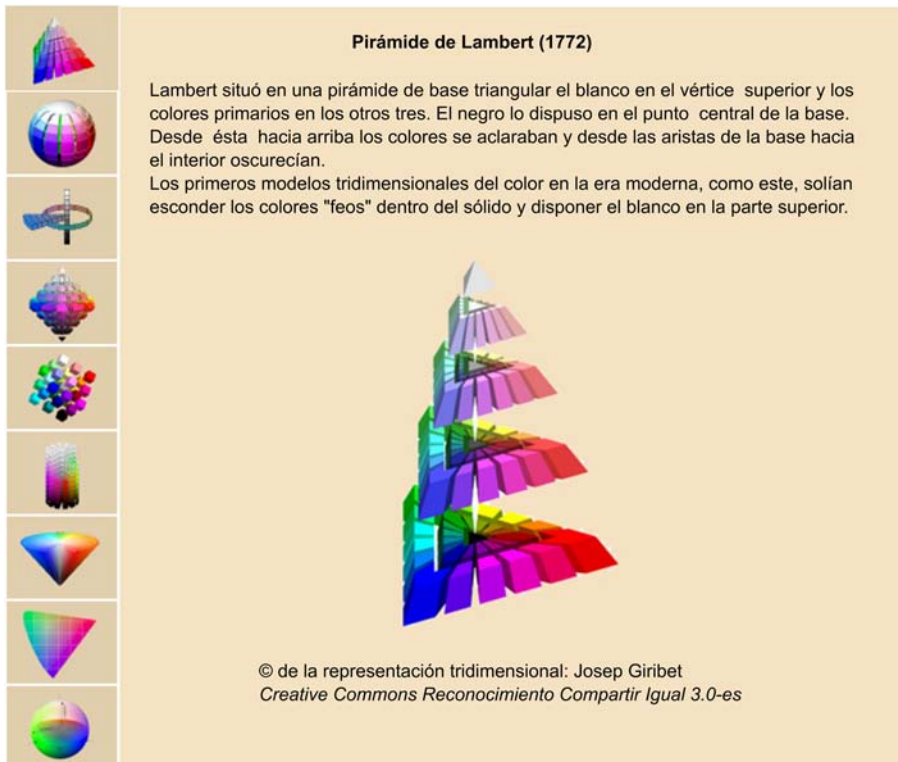 Pirámide de Lambert (1772)
Lambert situó en una pirámide de base triangular el blanco en el vértice superior y los
colores primarios en los otros tres. El negro lo dispuso en el punto central de la base.
Desde ésta hacia arriba los colores se aclaraban y desde las aristas de la base hacia
el interior oscurecían.
Los primeros modelos tridimensionales del color en la era moderna, como este, solían
esconder los colores "feos" dentro del sólido y disponer el blanco en la parte superior.
© de la representación tridimensional: Josep Giribet
Creative Commons Reconocimiento Compartir Igual 3.0-es